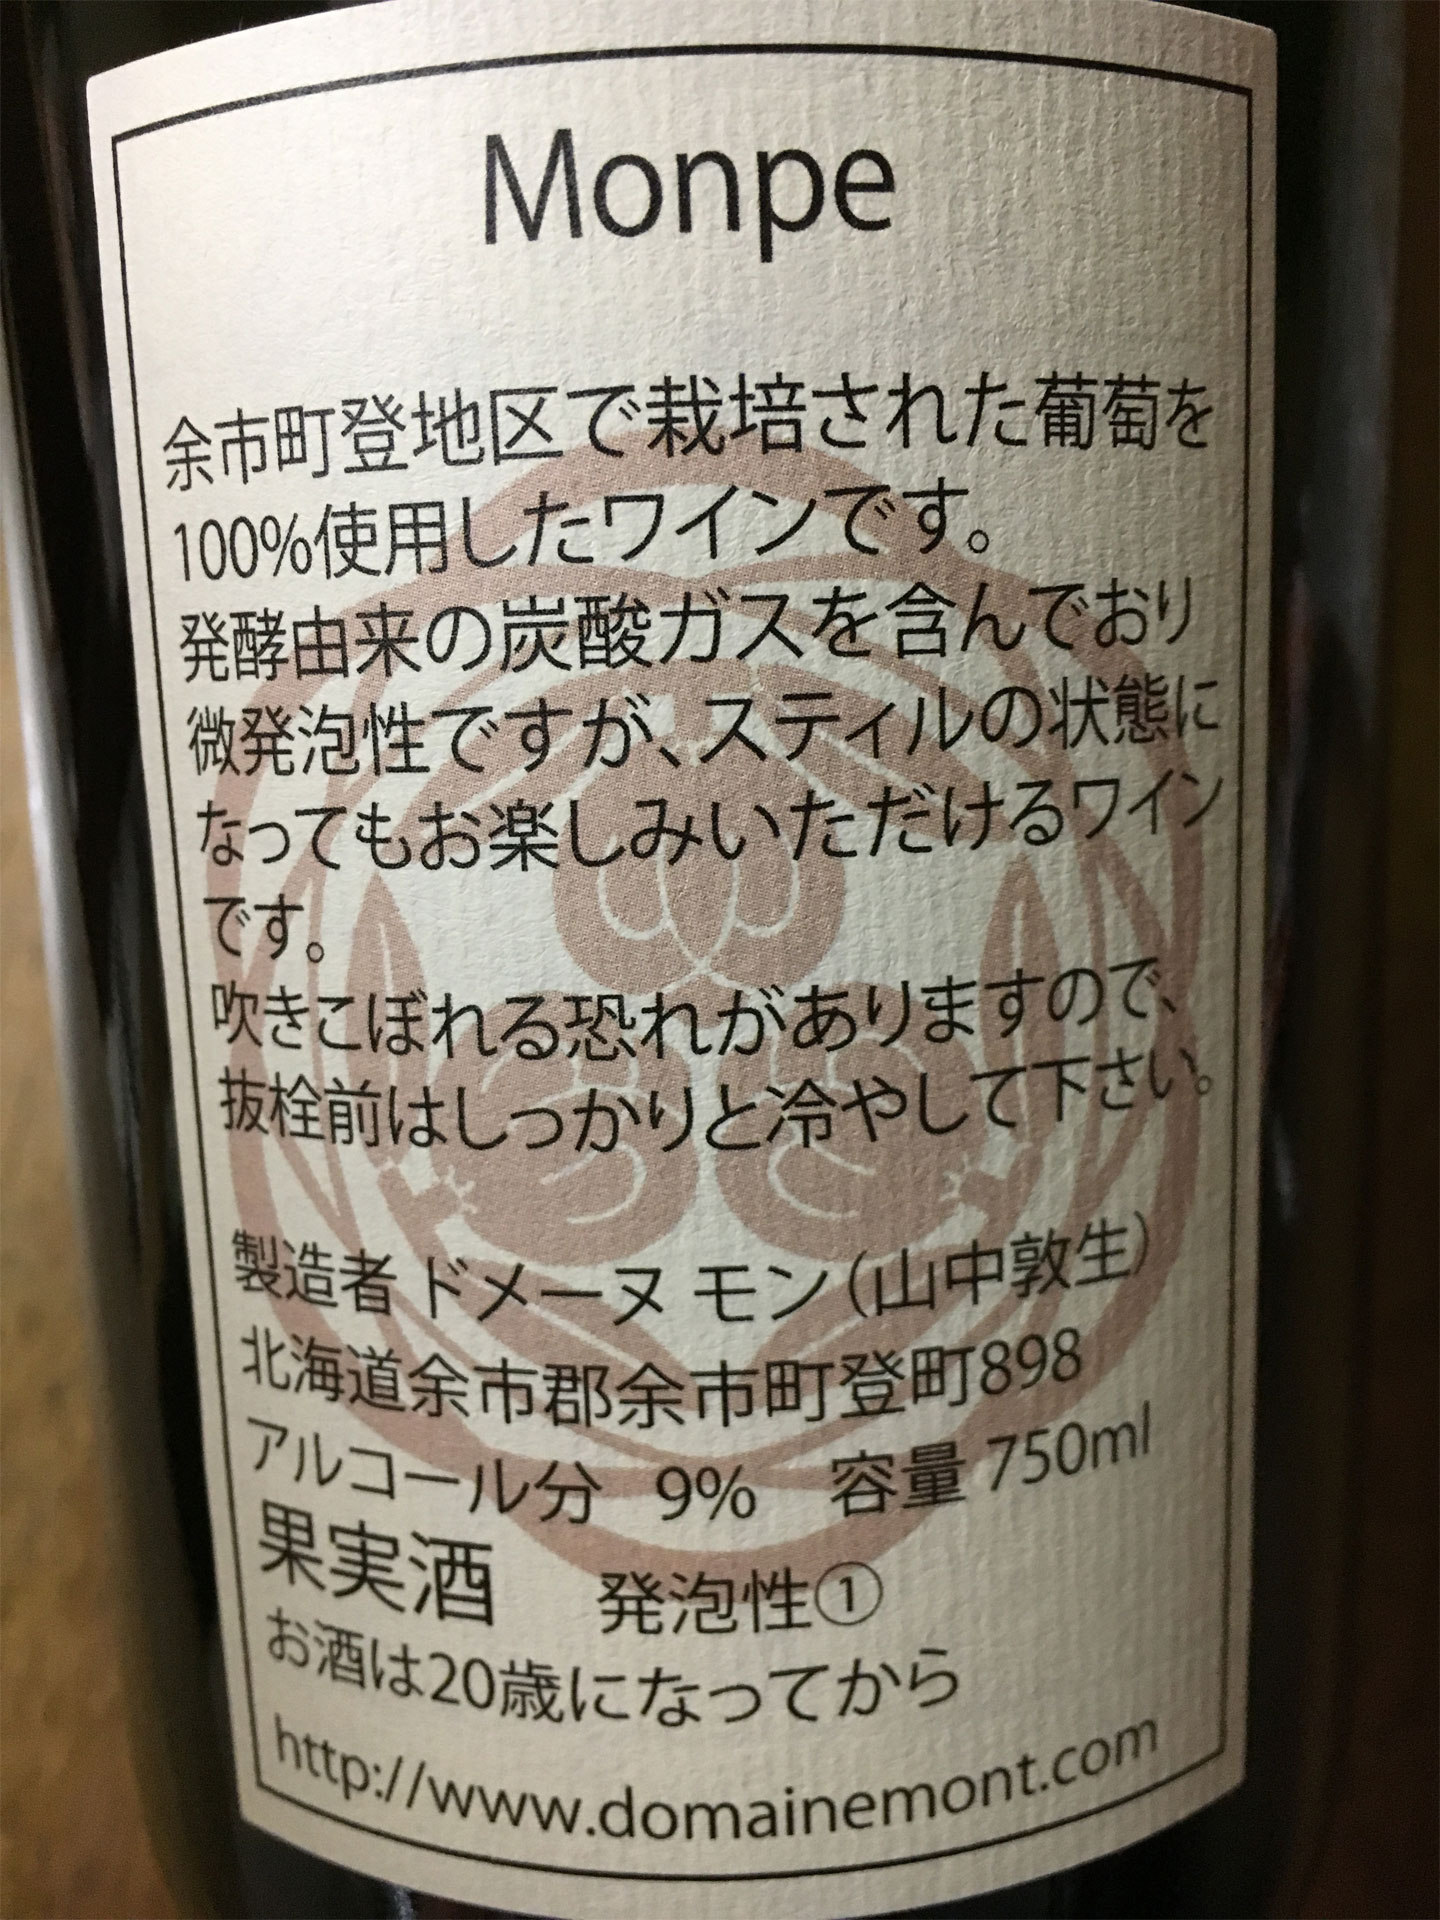 Monpe
余市町登地区で栽培された葡萄を
100%使用したワインです。
発酵由来の炭酸ガスを含んでおり
微発泡性ですが、スティルの状態に
なってもお楽しみいただけるワイン
です。
吹きこぼれる恐れがありますので、
抜栓前はしっかりと冷やして下さい。
製造者 ドメーヌ モン（山中敦生）
北海道余市郡余市町登町898
アルコール分 9% 容量 750ml
果実酒 発泡性①
お酒は20歳になってから
http://www.domainemont.com